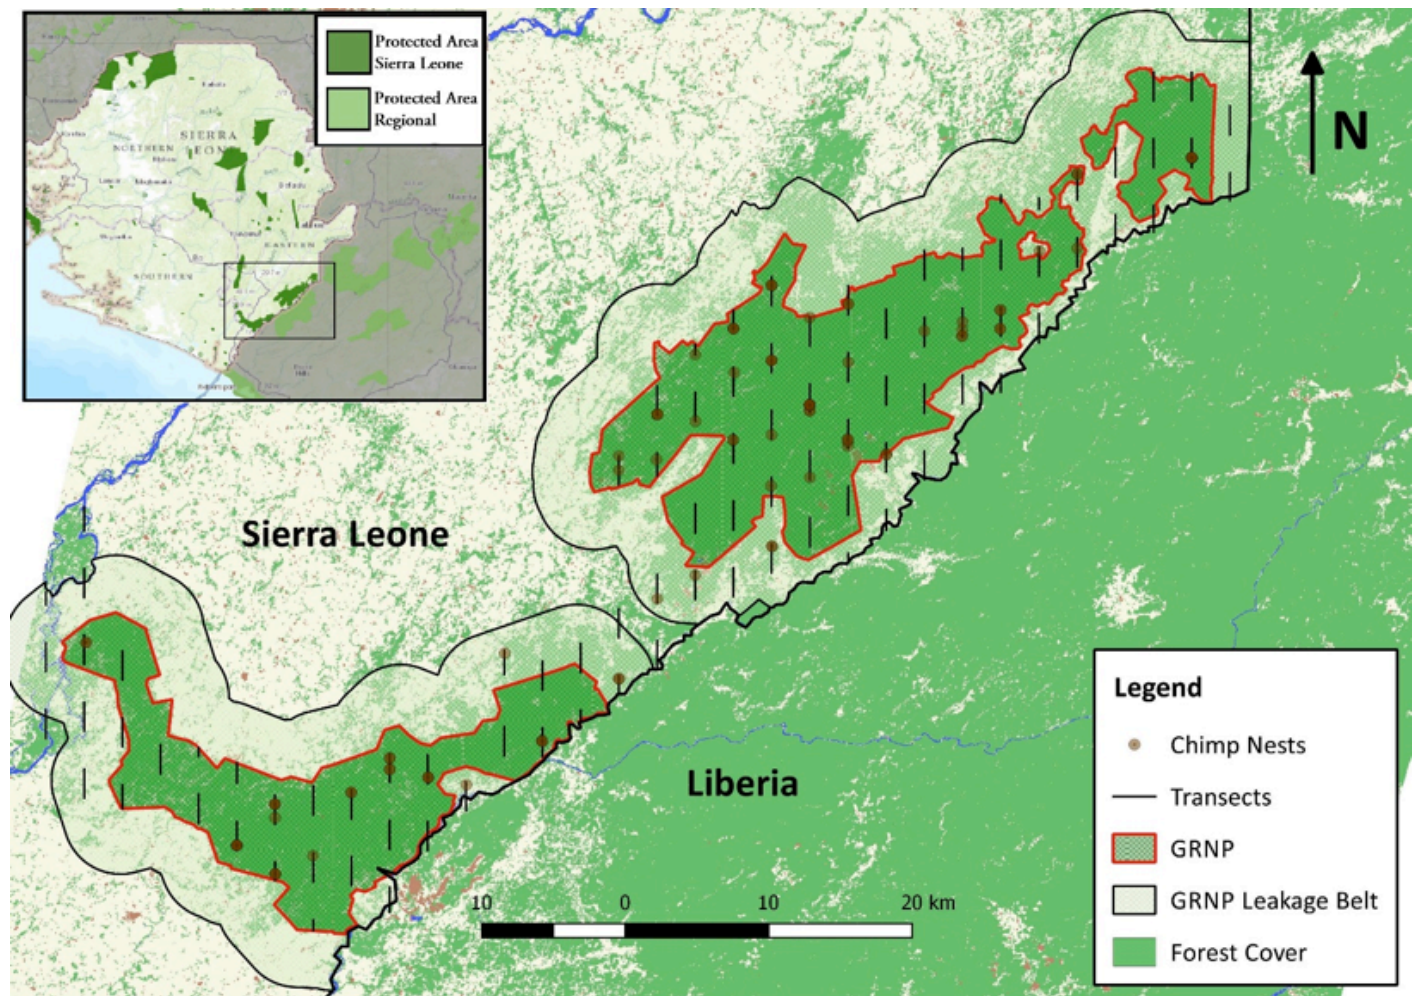 Protected Area
Sierra Leone
Protected Area
Regional
SIERRA
LEONE
NORTHERN
EASTERN
SOUTHERN
N
Sierra Leone
Liberia
Legend
Chimp Nests
Transects
GRNP
GRNP Leakage Belt
Forest Cover
10 0 10 20 km